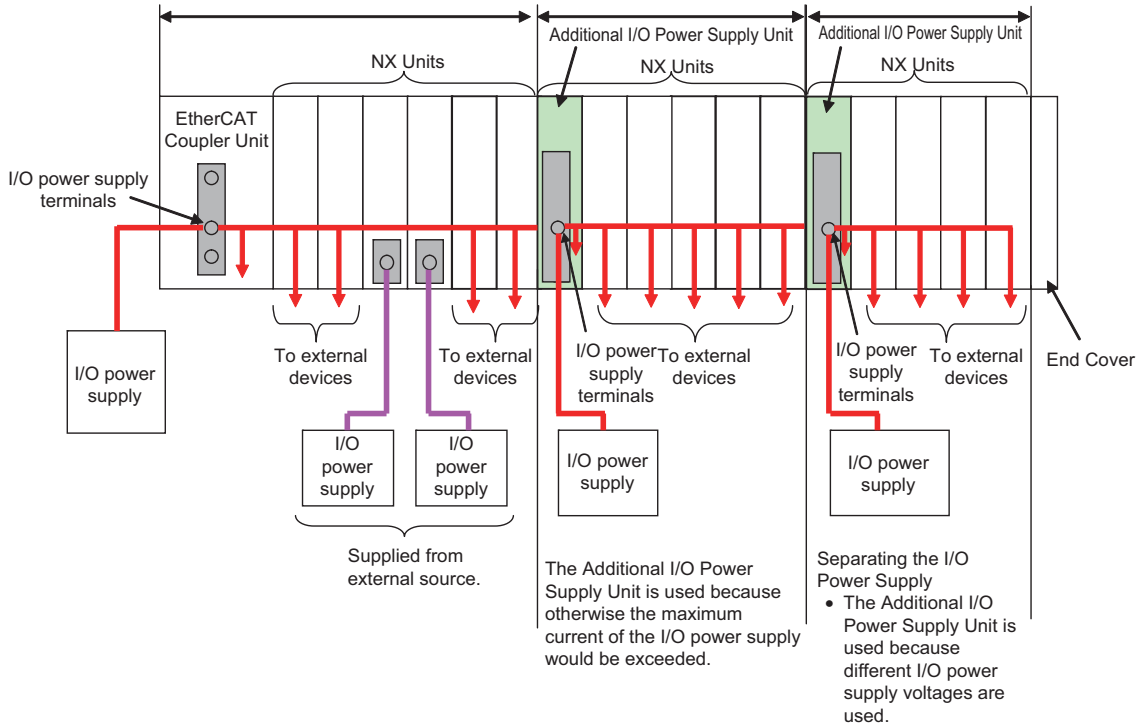 Additional I/O Power Supply Unit
Additional I/O Power Supply Unit
NX Units
NX Units
NX Units
EtherCAT
Coupler Unit
I/O power supply
terminals
I/O power
supply
To external
devices
To external
devices
I/O power
supply
terminals
To external
devices
I/O power
supply
terminals
To external
devices
End Cover
I/O
power
supply
I/O
power
supply
I/O power
supply
I/O power
supply
Supplied from
external source.
The Additional I/O Power
Supply Unit is used because
otherwise the maximum
current of the I/O power supply
would be exceeded.
Separating the I/O
Power Supply
• The Additional I/O
Power Supply Unit is
used because
different I/O power
supply voltages are
used.